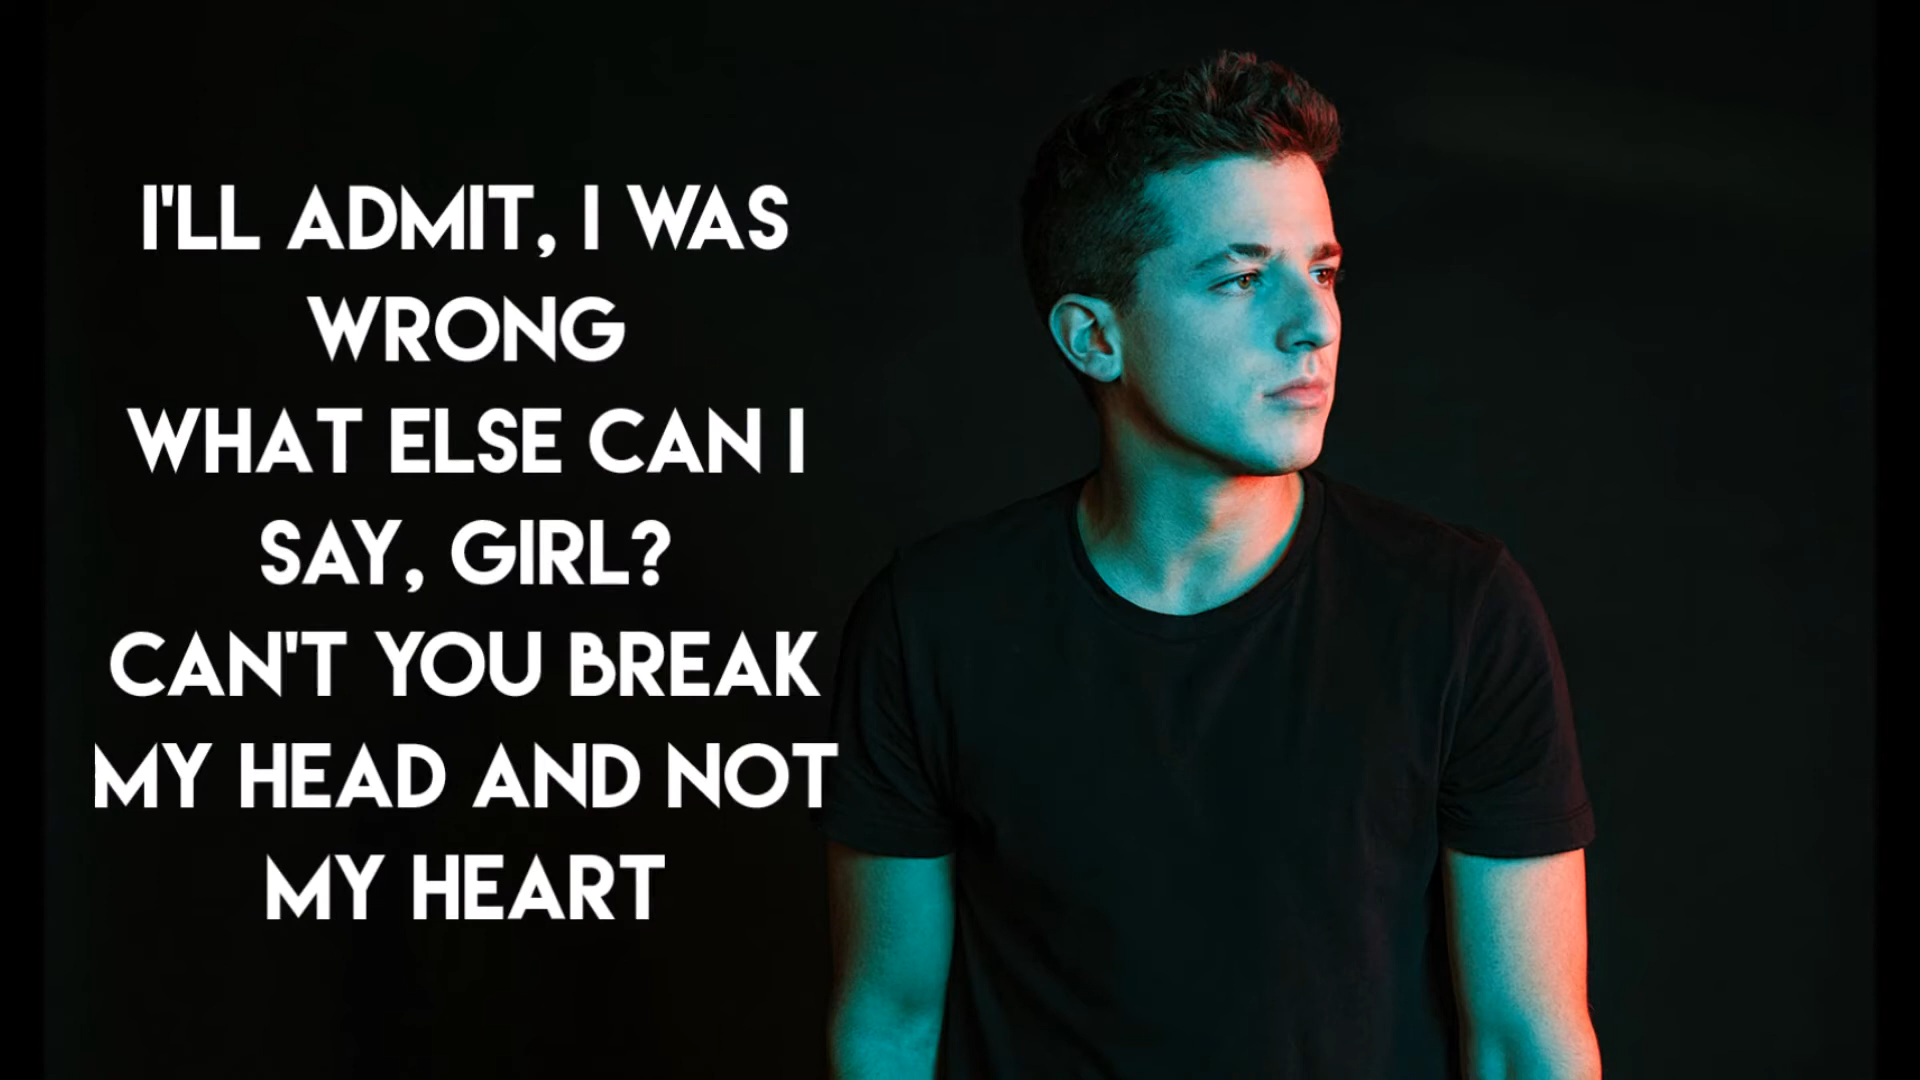 I'LL ADMIT, I WAS
WRONG
WHAT ELSE CAN I
SAY, GIRL?
CAN'T YOU BREAK
MY HEAD AND NOT
MY HEART